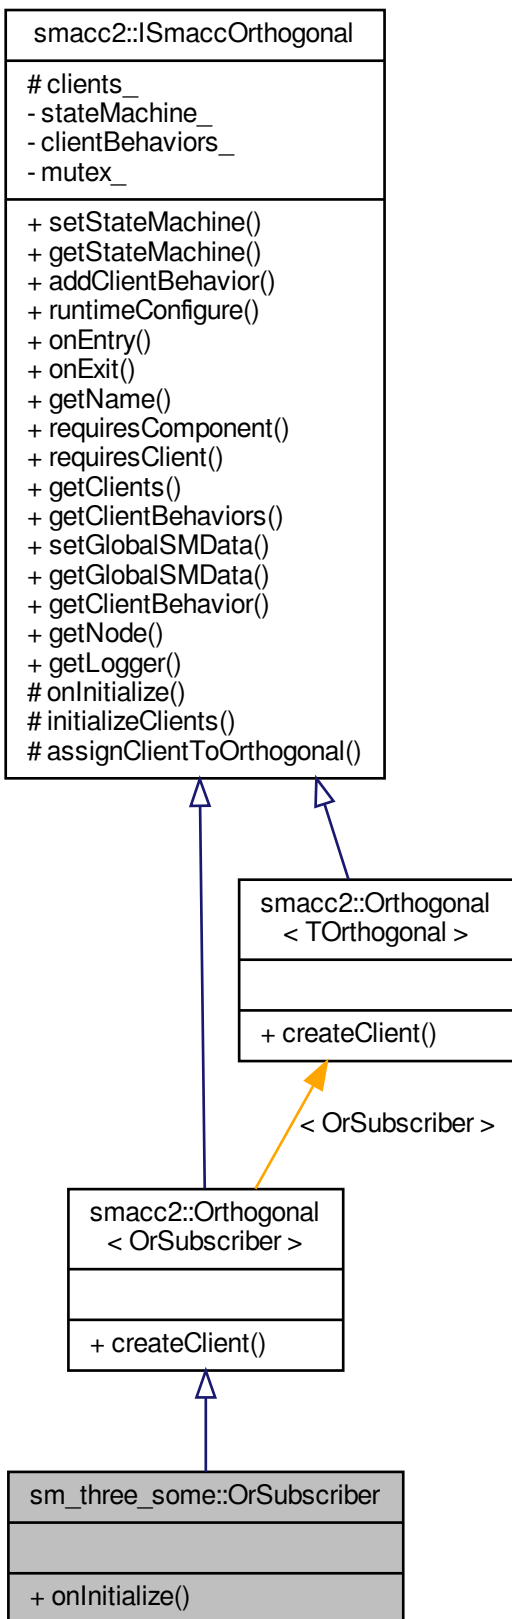 smacc2::ISmaccOrthogonal
# clients_
- stateMachine_
- clientBehaviors_
- mutex_
+ setStateMachine()
+ getStateMachine()
+ addClientBehavior()
+ runtimeConfigure()
+ onEntry()
+ onExit()
+ getName()
+ requiresComponent()
+ requiresClient()
+ getClients()
+ getClientBehaviors()
+ setGlobalSMData()
+ getGlobalSMData()
+ getClientBehavior()
+ getNode()
+ getLogger()
# onInitialize()
# initializeClients()
# assignClientToOrthogonal()
smacc2::Orthogonal
< TOrthogonal >
+ createClient()
< OrSubscriber >
smacc2::Orthogonal
< OrSubscriber >
+ createClient()
sm_three_some::OrSubscriber
+ onInitialize()